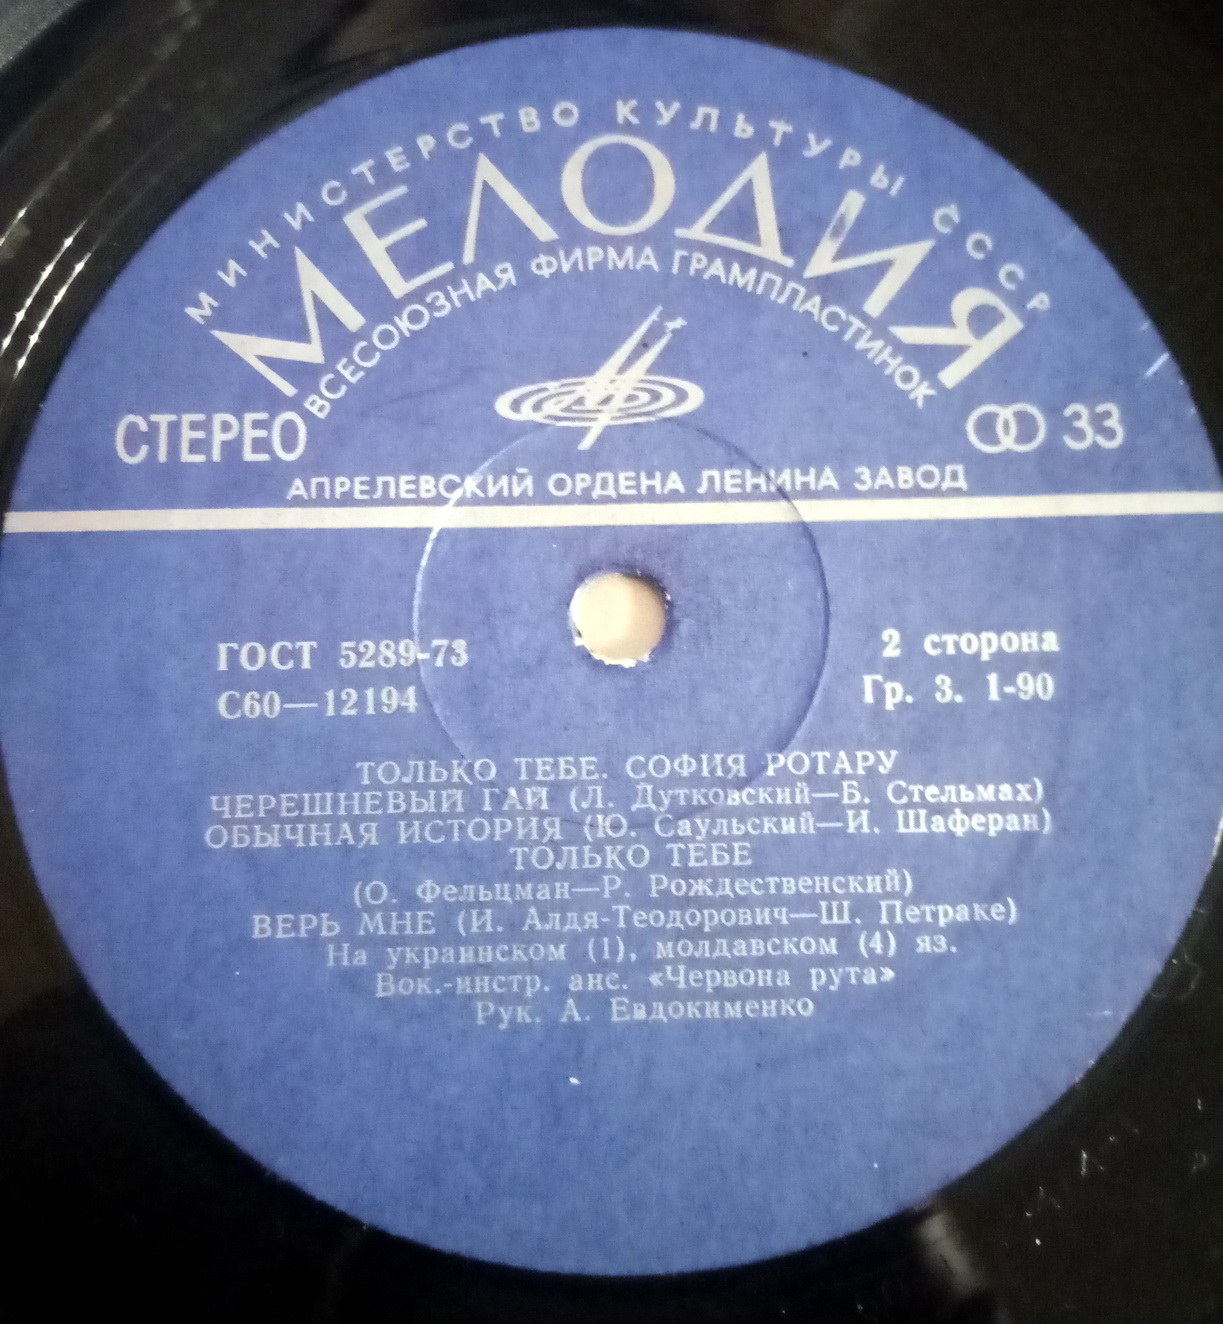 МИНИСТЕРСТВО КУЛЬТУРЫ СССР
МЕЛОДИЯ
ВСЕСОЮЗНАЯ ФИРМА ГРАМПЛАСТИНОК
СТЕРЕО
33
АПРЕЛЕВСКИЙ ОРДЕНА ЛЕНИНА ЗАВОД
ГОСТ 5289-73
2 сторона
С60—12194
Гр. 3. 1-90
ТОЛЬКО ТЕБЕ. СОФИЯ РОТАРУ
ЧЕРЕШНЕВЫЙ ГАЙ (Л. Дутковский—Б. Стельмах)
ОБЫЧНАЯ ИСТОРИЯ (Ю. Саульский—И. Шаферан)
ТОЛЬКО ТЕБЕ
(О. Фельцман—Р. Рождественский)
ВЕРЬ МНЕ (И. Алдя-Теодорович—Ш. Петраке)
На украинском (1), молдавском (4) яз.
Вок.-инстр. анс. «Червона рута»
Рук. А. Евдокименко